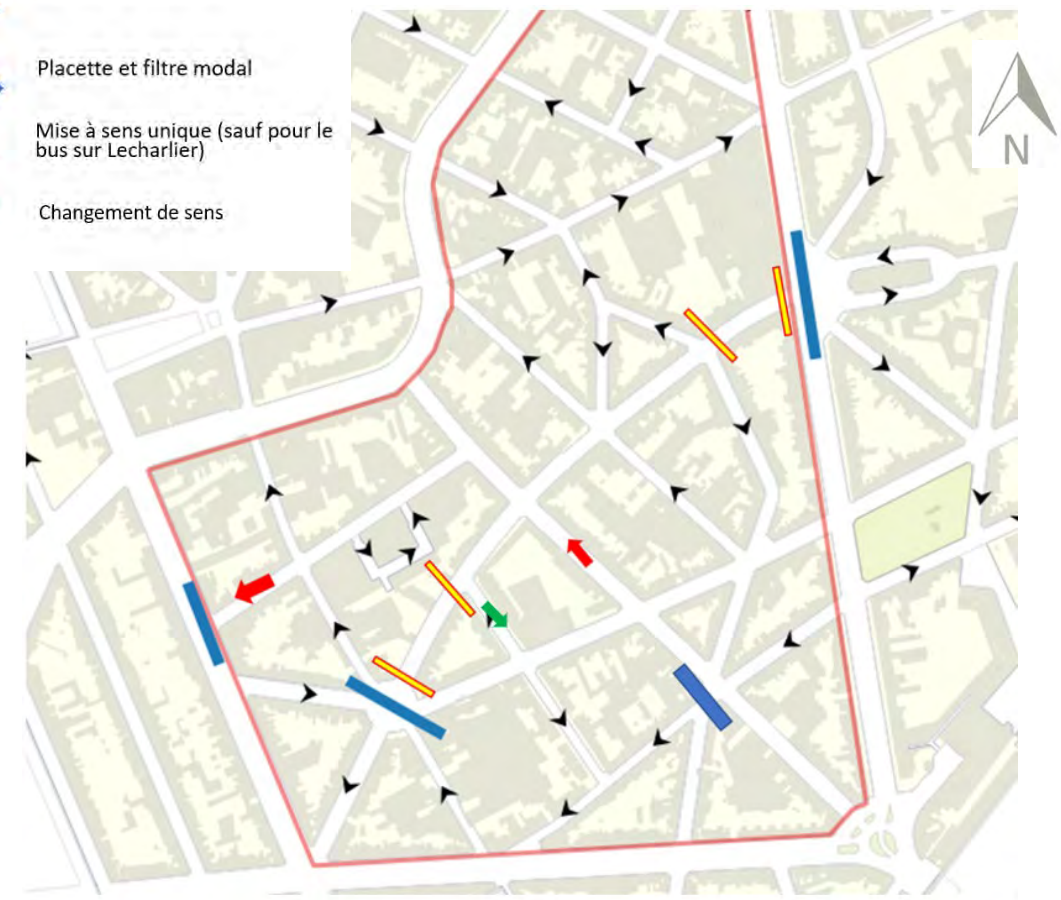 Placette et filtre modal
Mise à sens unique (sauf pour le
bus sur Lecharlier)
Changement de sens
N